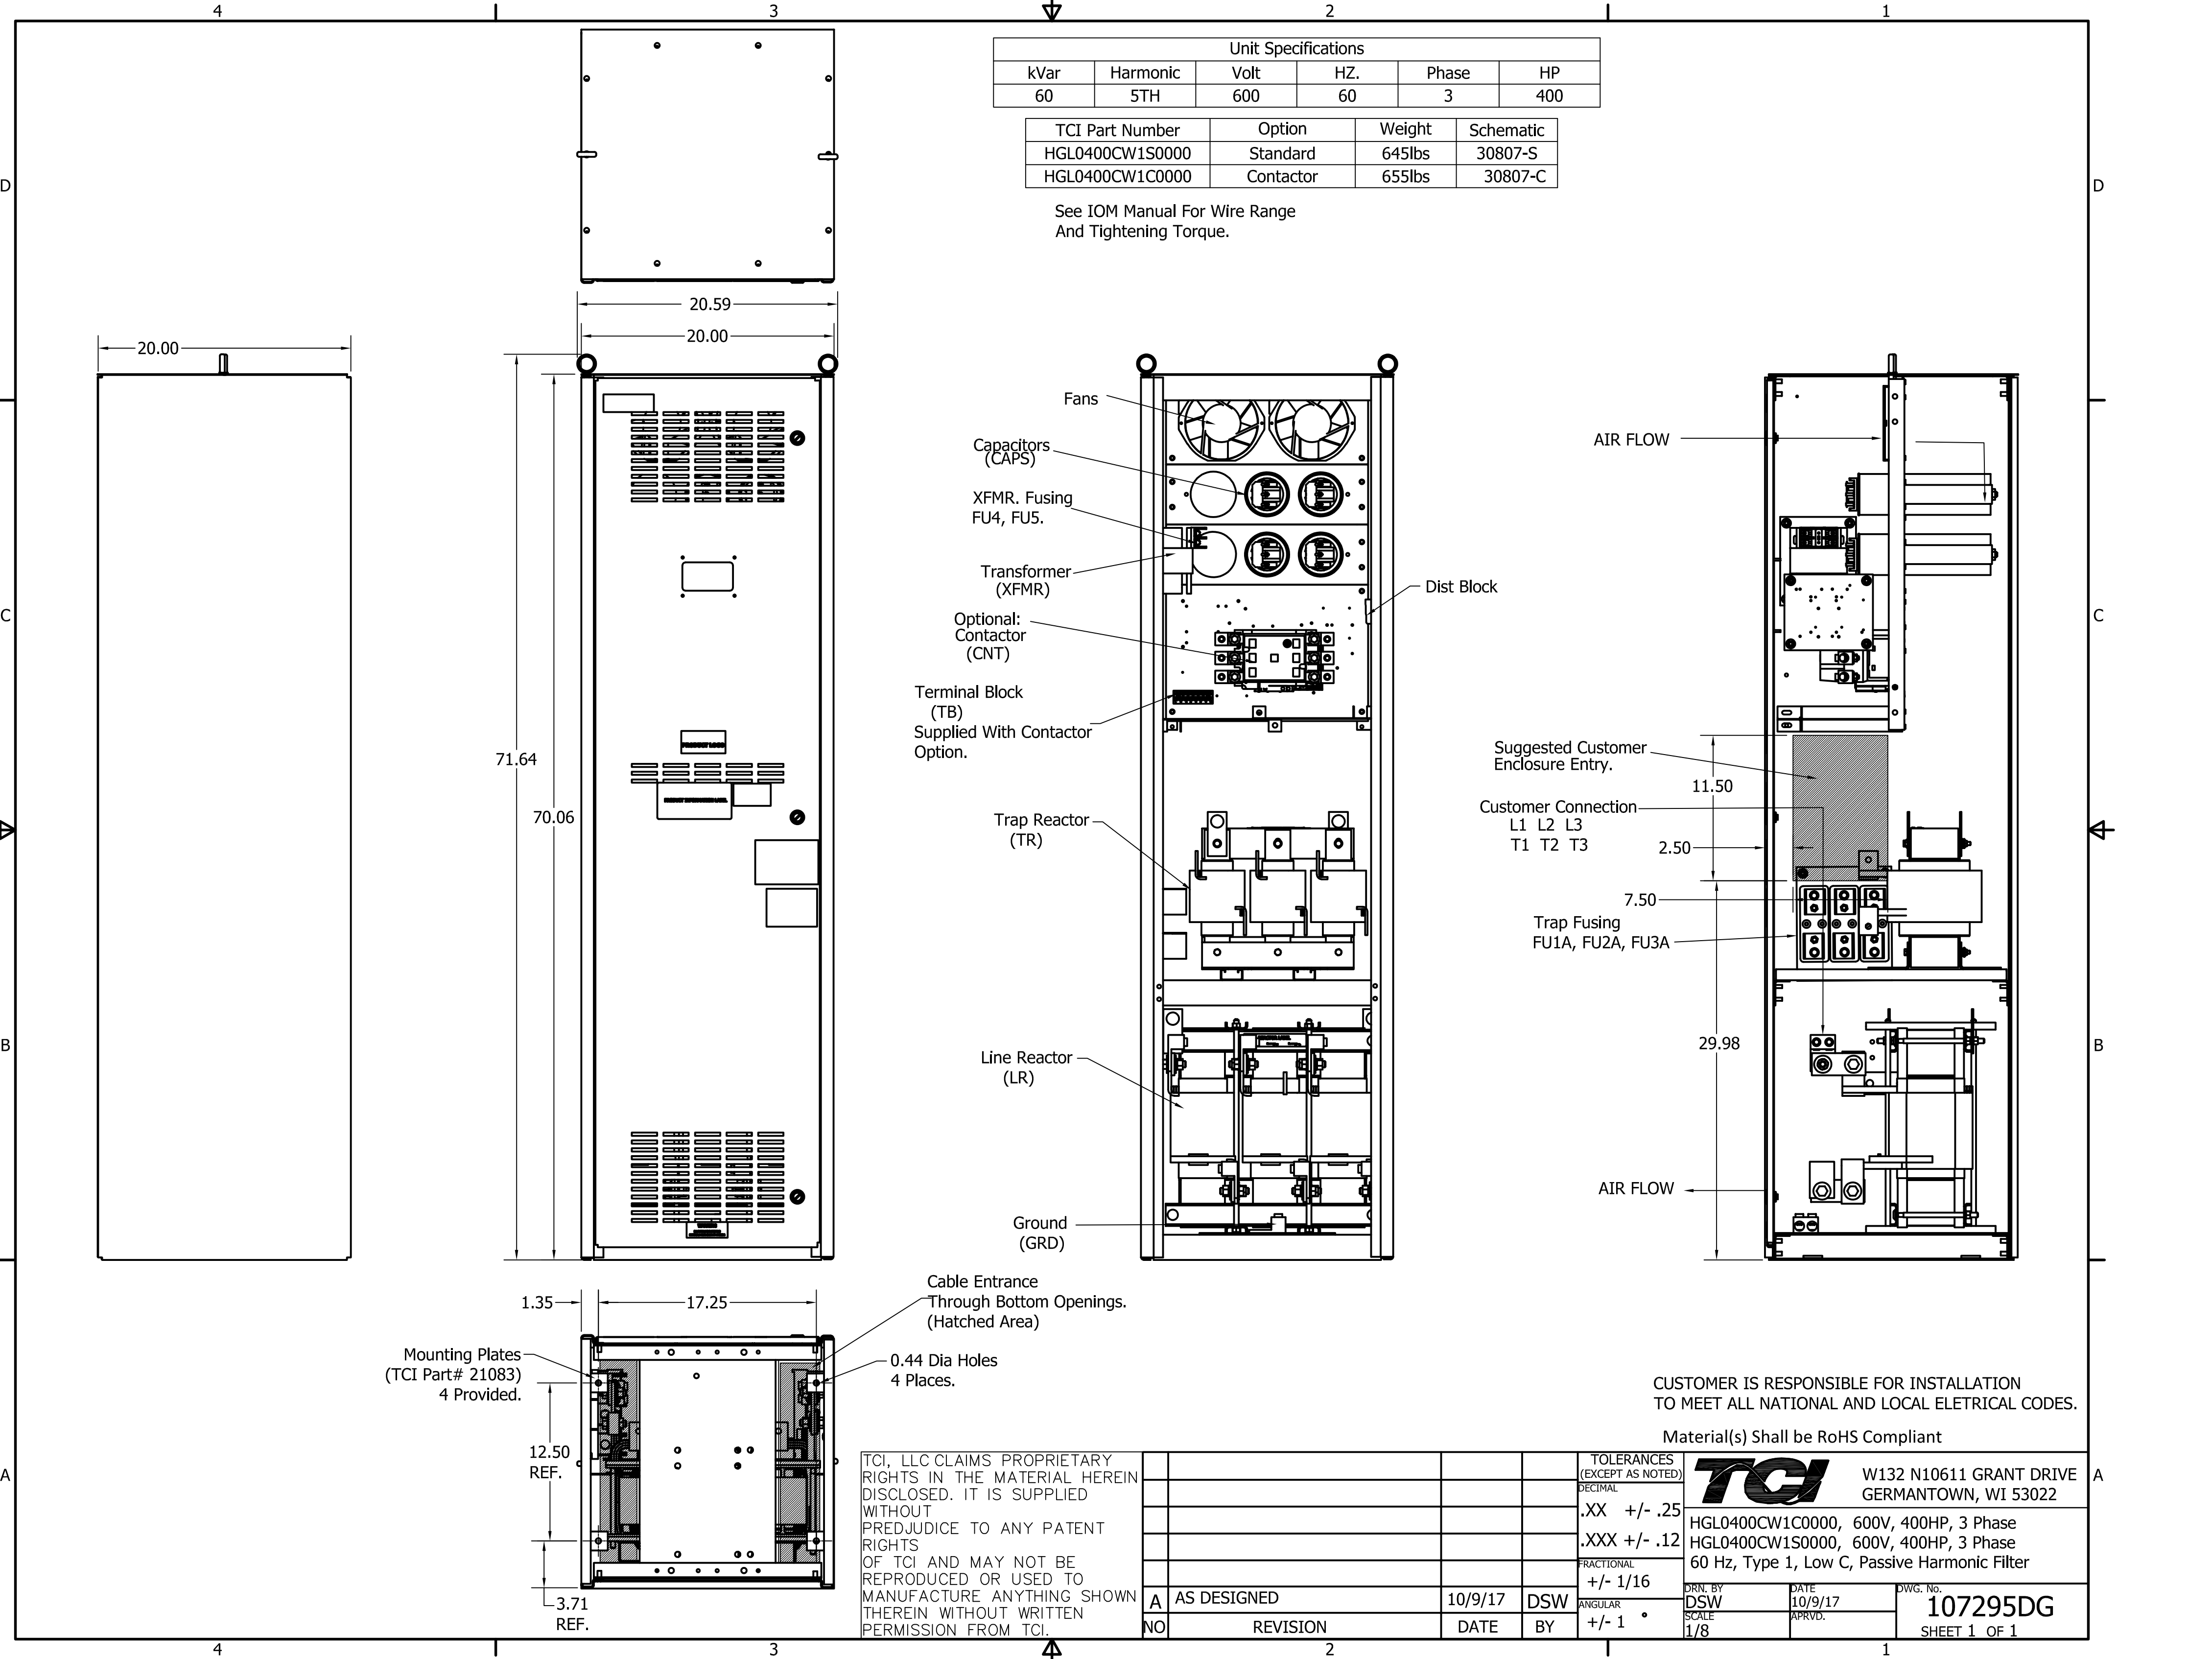 4
3
2
1
D
D
C
C
B
B
A
A
Unit Specifications
kVar Harmonic Volt HZ. Phase HP
60 5TH 600 60 3 400
TCI Part Number Option Weight Schematic
HGL0400CW1S0000 Standard 645lbs 30807-S
HGL0400CW1C0000 Contactor 655lbs 30807-C
See IOM Manual For Wire Range
And Tightening Torque.
20.59
20.00
20.00
71.64
70.06
PRODUCT LOGO
Fans
Capacitors
(CAPS)
XFMR. Fusing
FU4, FU5.
Transformer
(XFMR)
Optional:
Contactor
(CNT)
Terminal Block
(TB)
Supplied With Contactor
Option.
Dist Block
Trap Reactor
(TR)
Line Reactor
(LR)
Ground
(GRD)
AIR FLOW
Suggested Customer
Enclosure Entry.
11.50
Customer Connection
L1 L2 L3
T1 T2 T3
2.50
7.50
Trap Fusing
FU1A, FU2A, FU3A
29.98
AIR FLOW
Cable Entrance
Through Bottom Openings.
(Hatched Area)
1.35
17.25
Mounting Plates
(TCI Part# 21083)
4 Provided.
0.44 Dia Holes
4 Places.
12.50
REF.
3.71
REF.
CUSTOMER IS RESPONSIBLE FOR INSTALLATION
TO MEET ALL NATIONAL AND LOCAL ELETRICAL CODES.
Material(s) Shall be RoHS Compliant
TCI, LLC CLAIMS PROPRIETARY
RIGHTS IN THE MATERIAL HEREIN
DISCLOSED. IT IS SUPPLIED
WITHOUT
PREDJUDICE TO ANY PATENT
RIGHTS
OF TCI AND MAY NOT BE
REPRODUCED OR USED TO
MANUFACTURE ANYTHING SHOWN
THEREIN WITHOUT WRITTEN
PERMISSION FROM TCI.
A AS DESIGNED 10/9/17 DSW
NO REVISION DATE BY
TOLERANCES
(EXCEPT AS NOTED)
DECIMAL
.XX +/- .25
.XXX +/- .12
FRACTIONAL
+/- 1/16
ANGULAR
+/- 1 °
TCI
W132 N10611 GRANT DRIVE
GERMANTOWN, WI 53022
HGL0400CW1C0000, 600V, 400HP, 3 Phase
HGL0400CW1S0000, 600V, 400HP, 3 Phase
60 Hz, Type 1, Low C, Passive Harmonic Filter
DRN. BY
DSW
DATE
10/9/17
DWG. No.
107295DG
SCALE
1/8
APRVD.
SHEET 1 OF 1
4
3
2
1